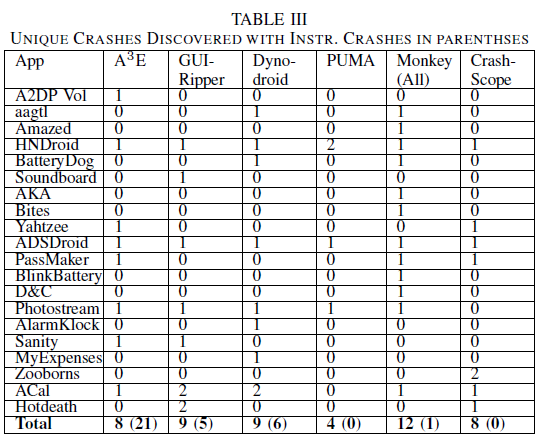 TABLE III
UNIQUE CRASHES DISCOVERED WITH INSTR. CRASHES IN PARENTHSES
App A³E GUI-Ripper Dyno-droid PUMA Monkey (All) Crash-Scope
A2DP Vol 1 0 0 0 0 0
aagtl 0 0 1 0 1 0
Amazed 0 0 0 0 1 0
HNDroid 1 1 1 2 1 1
BatteryDog 0 0 1 0 1 0
Soundboard 0 1 0 0 0 0
AKA 0 0 0 0 1 0
Bites 0 0 0 0 1 0
Yahtzee 1 0 0 0 0 1
ADSDroid 1 1 1 1 1 1
PassMaker 1 0 0 0 1 1
BlinkBattery 0 0 0 0 1 0
D&C 0 0 0 0 1 0
Photostream 1 1 1 1 1 0
AlarmKlock 0 0 1 0 0 0
Sanity 1 1 0 0 0 0
MyExpenses 0 0 1 0 0 0
Zooborns 0 0 0 0 0 2
ACal 1 2 2 0 1 1
Hotdeath 0 2 0 0 0 1
Total 8 (21) 9 (5) 9 (6) 4 (0) 12 (1) 8 (0)